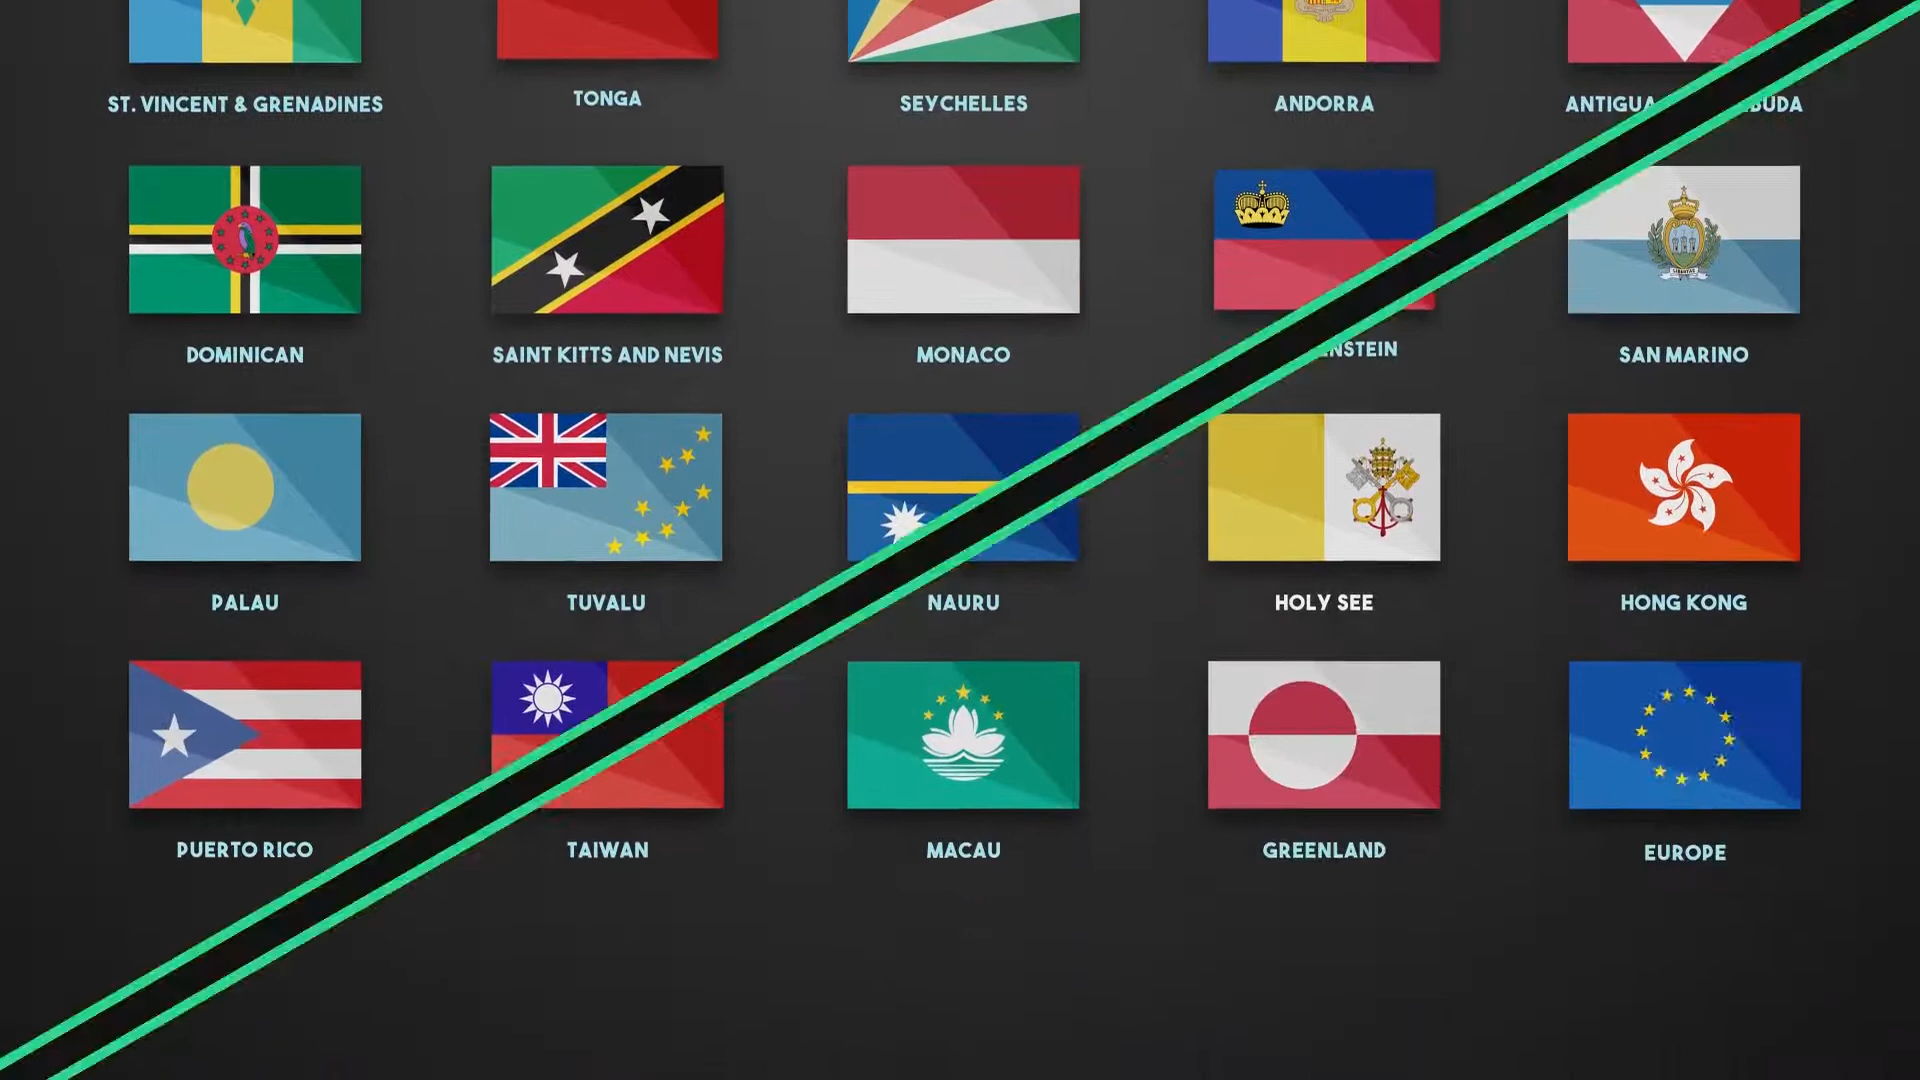 ST. VINCENT & GRENADINES
TONGA
SEYCHELLES
ANDORRA
ANTIGUA BUDA
DOMINICAN
SAINT KITTS AND NEVIS
MONACO
ENSTEIN
SAN MARINO
PALAU
TUVALU
NAURU
HOLY SEE
HONG KONG
PUERTO RICO
TAIWAN
MACAU
GREENLAND
EUROPE